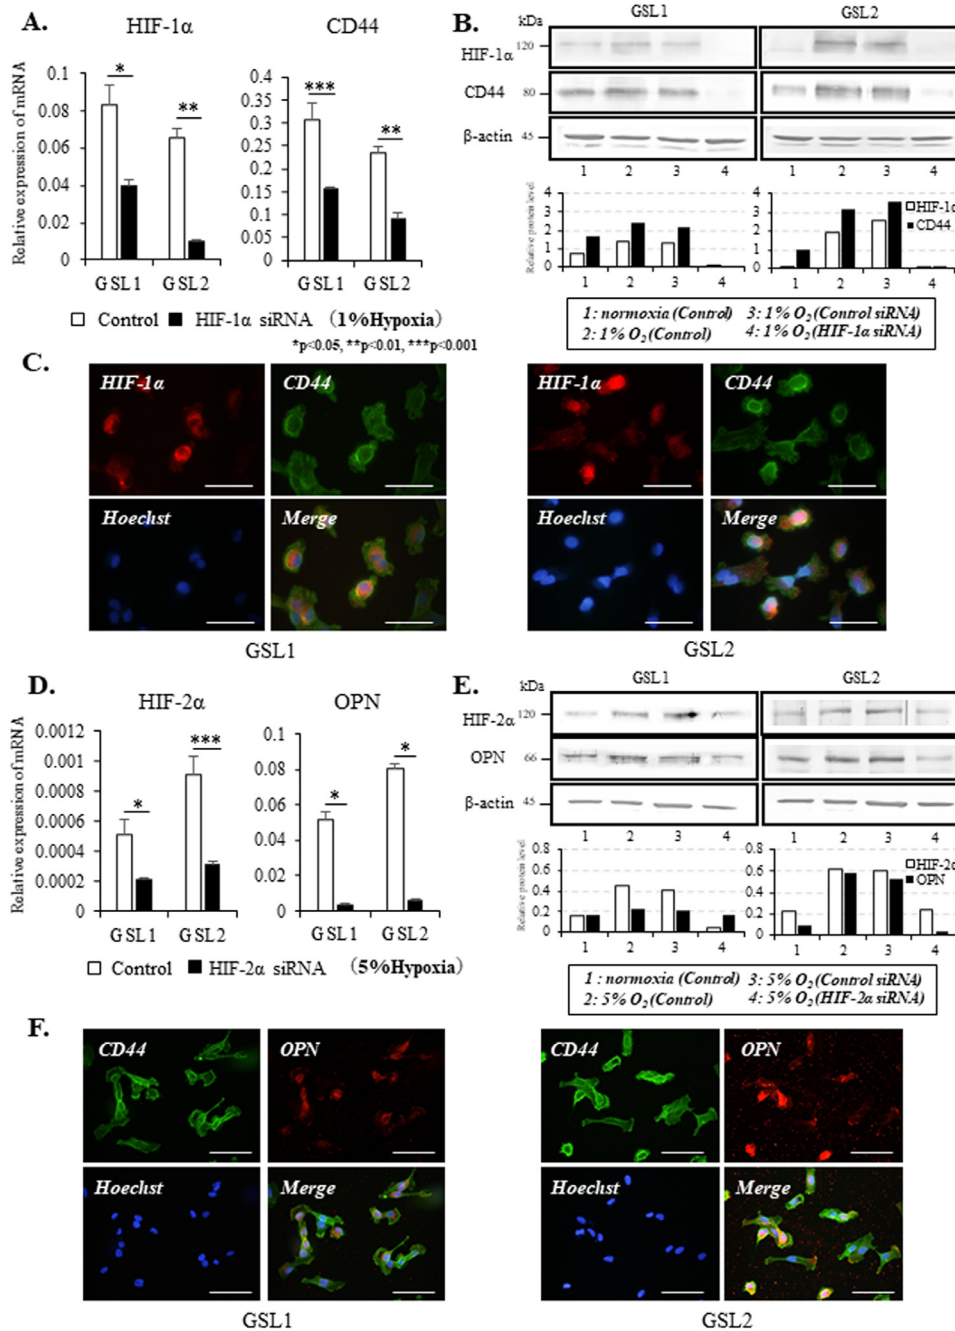 A.
HIF-1α
CD44
Relative expression of mRNA
0.1
0.08
0.06
0.04
0.02
0
*
**
GSL1
GSL2
0.4
0.35
0.3
0.25
0.2
0.15
0.1
0.05
0
***
**
GSL1
GSL2
Control
HIF-1α siRNA
(1%Hypoxia)
*p<0.05, **p<0.01, ***p<0.001
B.
kDa
GSL1
GSL2
HIF-1α
120
CD44
80
β-actin
45
1 2 3 4
1 2 3 4
Relative protein level
4
3
2
1
0
1 2 3 4
4
3
2
1
0
1 2 3 4
HIF-1α
CD44
1 : normoxia (Control) 3: 1% O2 (Control siRNA)
2: 1% O2 (Control) 4: 1% O2 (HIF-1α siRNA)
C.
HIF-1α
CD44
Hoechst
Merge
GSL1
HIF-1α
CD44
Hoechst
Merge
GSL2
D.
HIF-2α
OPN
Relative expression of mRNA
0.0012
0.001
0.0008
0.0006
0.0004
0.0002
0
*
***
GSL1
GSL2
0.1
0.08
0.06
0.04
0.02
0
*
*
GSL1
GSL2
Control
HIF-2α siRNA
(5%Hypoxia)
E.
kDa
GSL1
GSL2
HIF-2α
120
OPN
66
β-actin
45
1 2 3 4
1 2 3 4
Relative protein level
0.8
0.6
0.4
0.2
0
1 2 3 4
0.8
0.6
0.4
0.2
0
1 2 3 4
HIF-2α
OPN
1 : normoxia (Control) 3: 5% O2 (Control siRNA)
2: 5% O2 (Control) 4: 5% O2 (HIF-2α siRNA)
F.
CD44
OPN
Hoechst
Merge
GSL1
CD44
OPN
Hoechst
Merge
GSL2